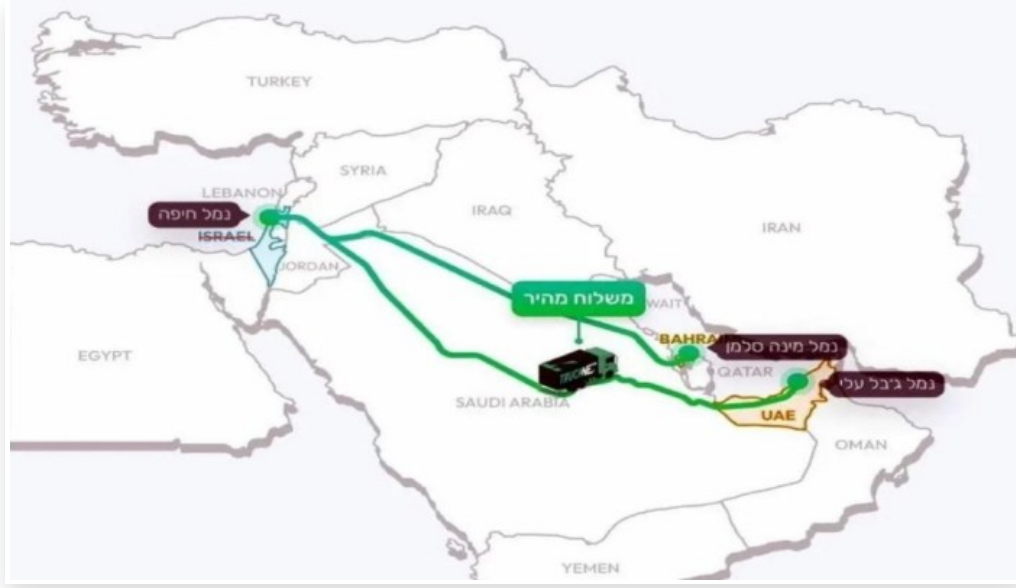 TURKEY
SYRIA
LEBANON
נמל חיפה
IRAQ
IRAN
ISRAEL
JORDAN
משלוח מהיר
WAIT
EGYPT
BAHRAI
נמל מינה סלמן
QATAR
נמל ג'בל עלי
SAUDI ARABIA
UAE
OMAN
YEMEN